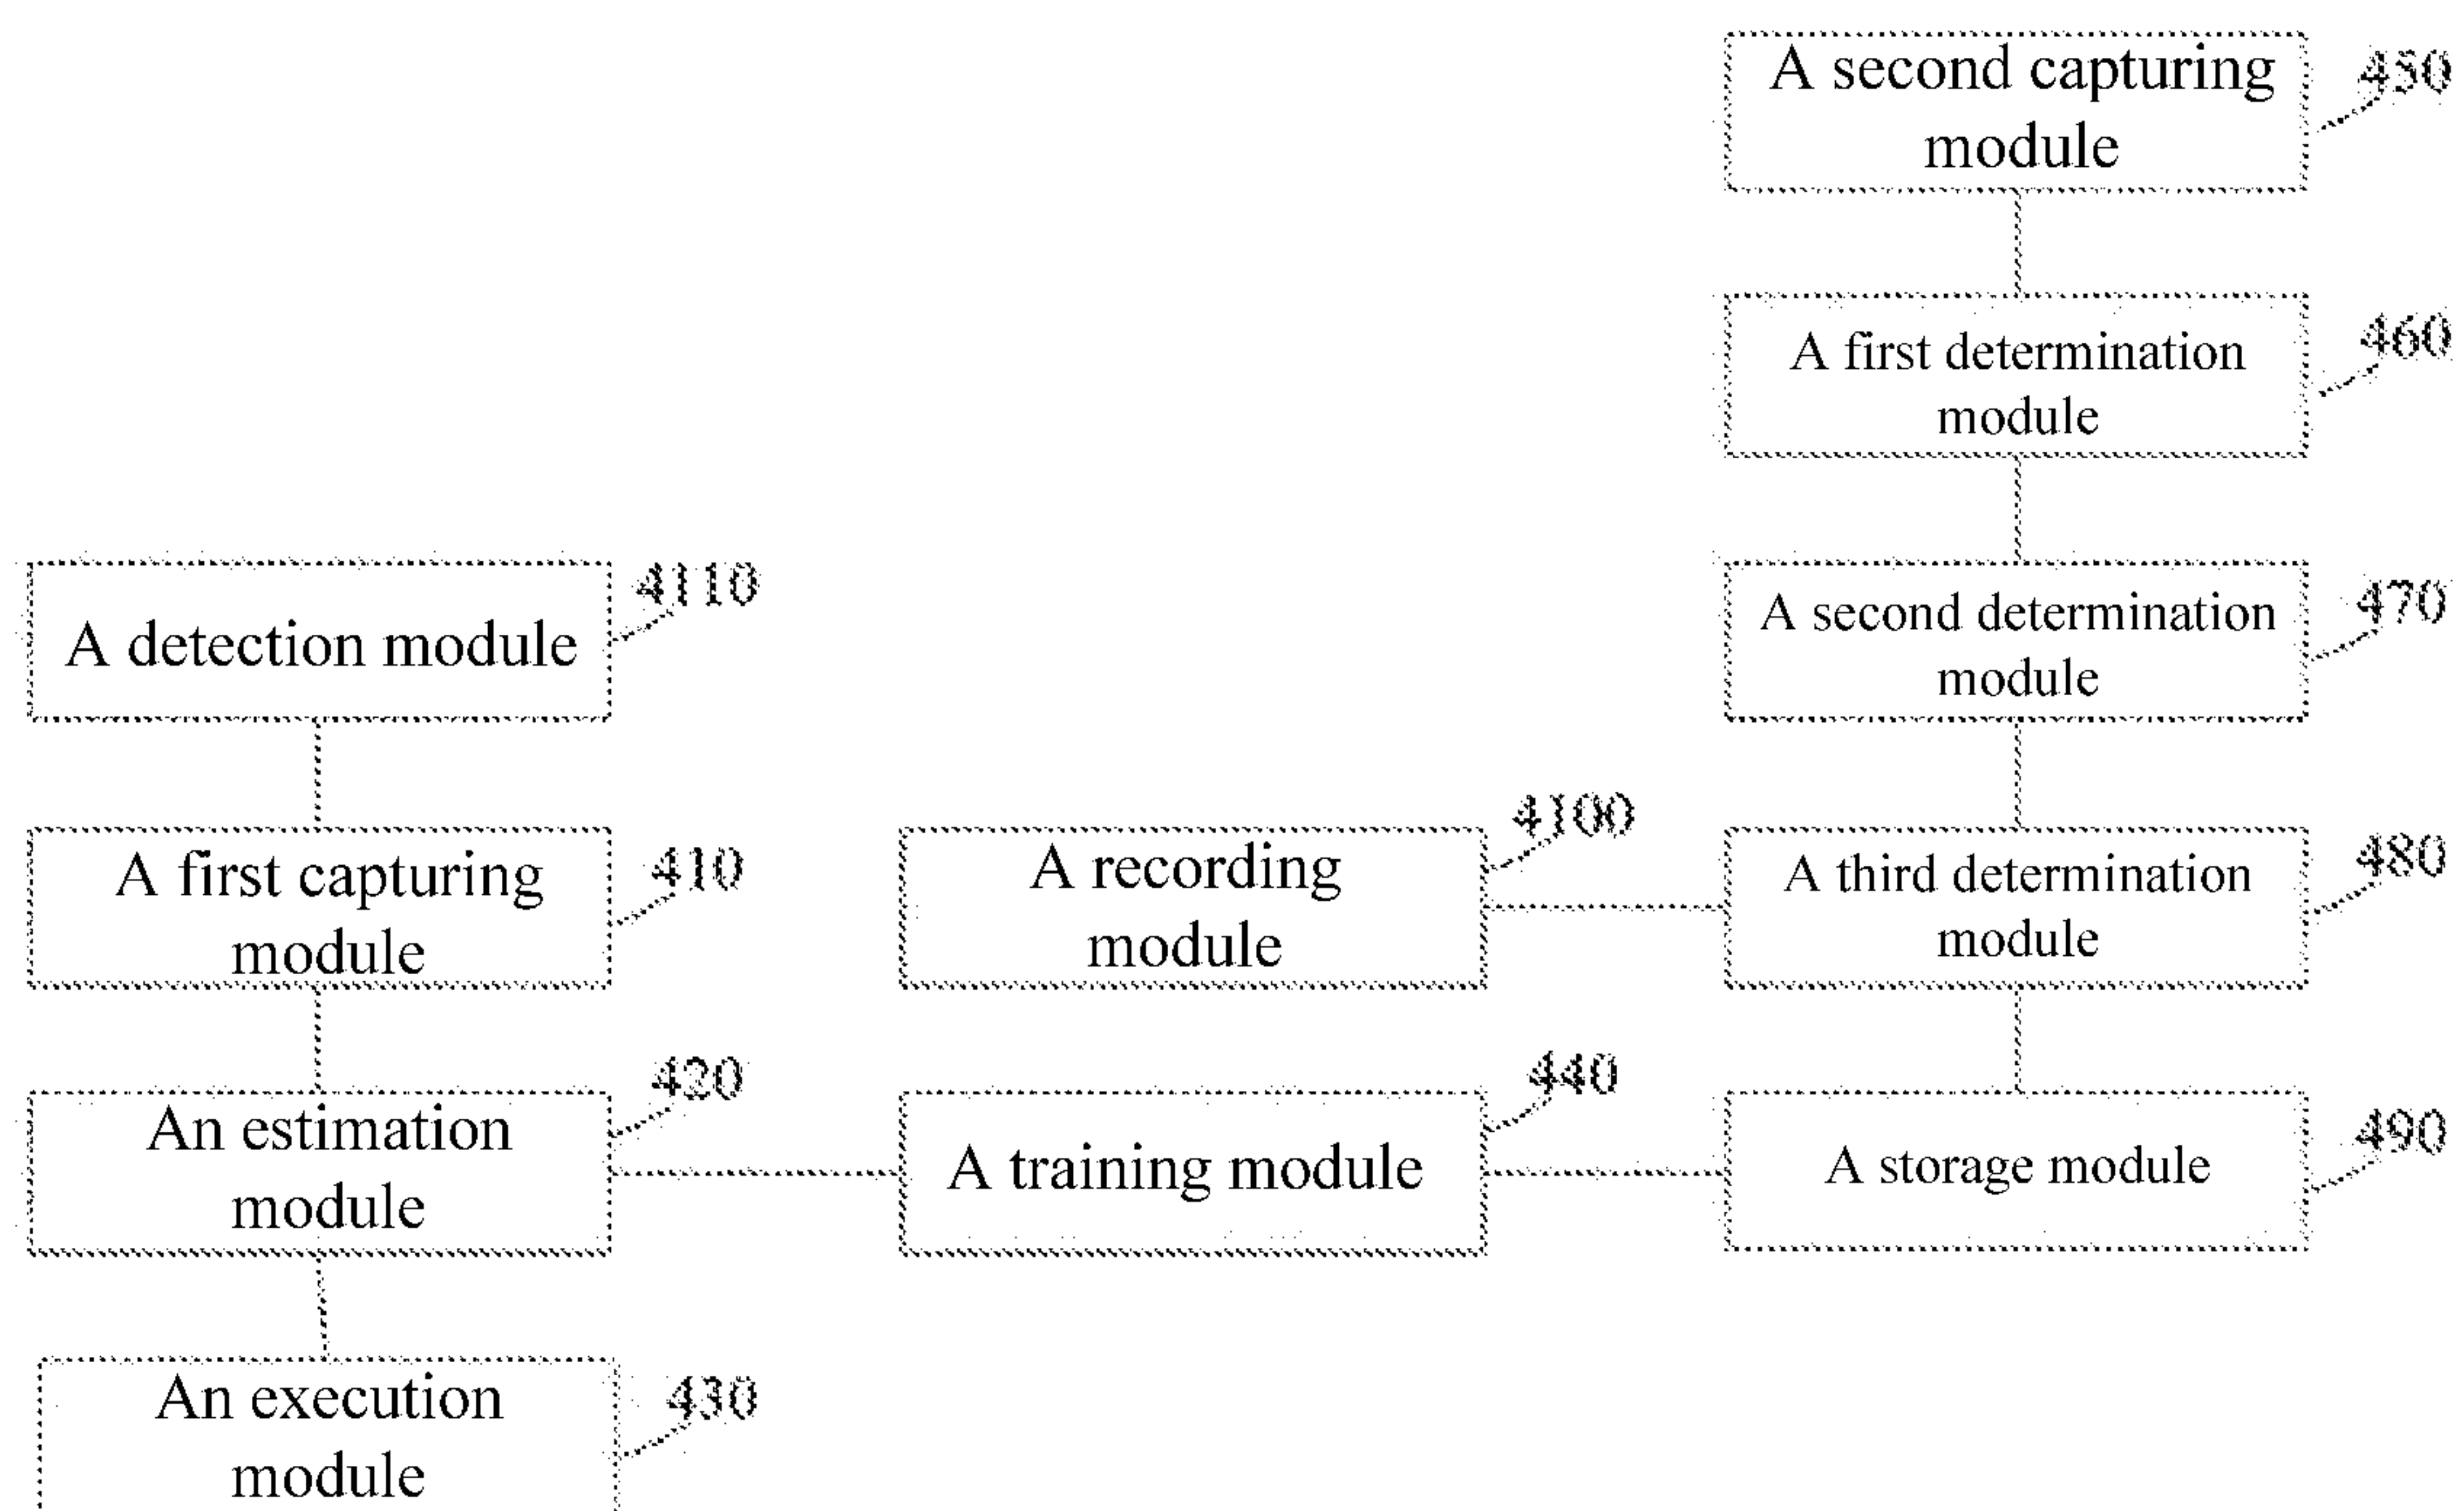 A second capturing
module
450
A first determination
module
460
A detection module
4110
A second determination
module
470
A first capturing
module
410
A recording
module
4100
A third determination
module
480
An estimation
module
420
A training module
440
A storage module
490
An execution
module
430